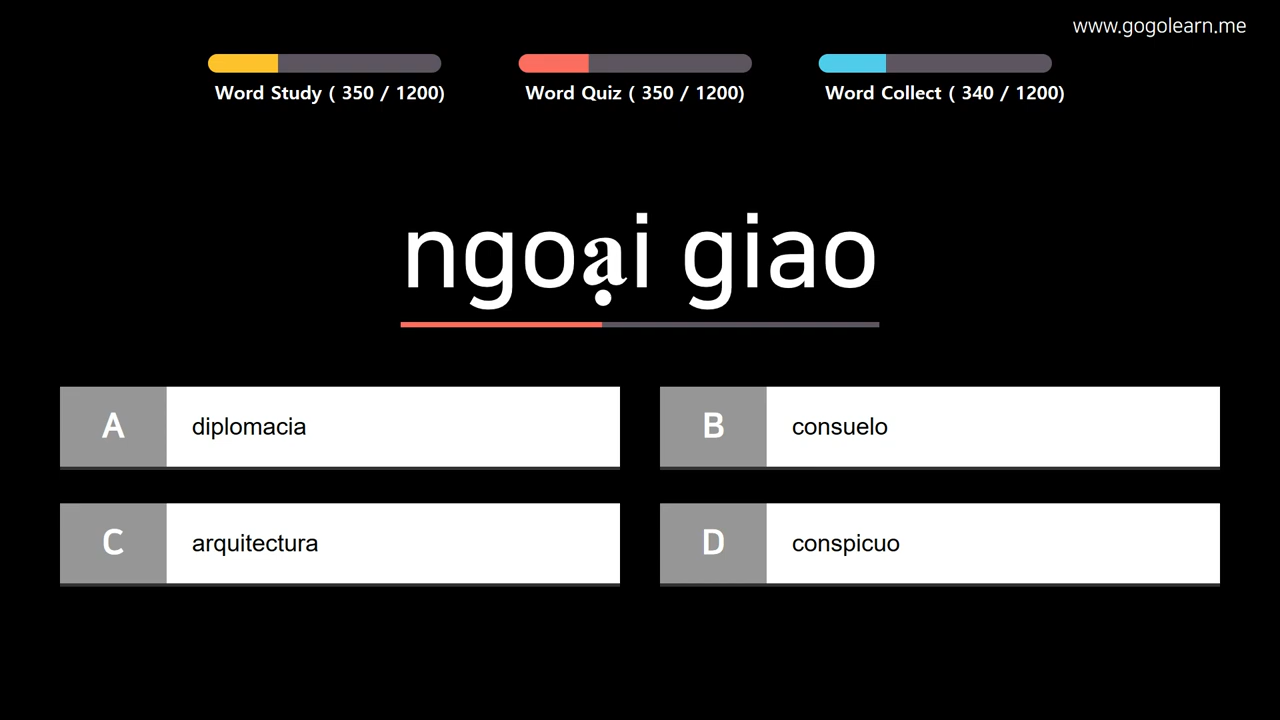 www.gogolearn.me
Word Study ( 350 / 1200)
Word Quiz ( 350 / 1200)
Word Collect ( 340 / 1200)
ngoại giao
A diplomacia
B consuelo
C arquitectura
D conspicuo